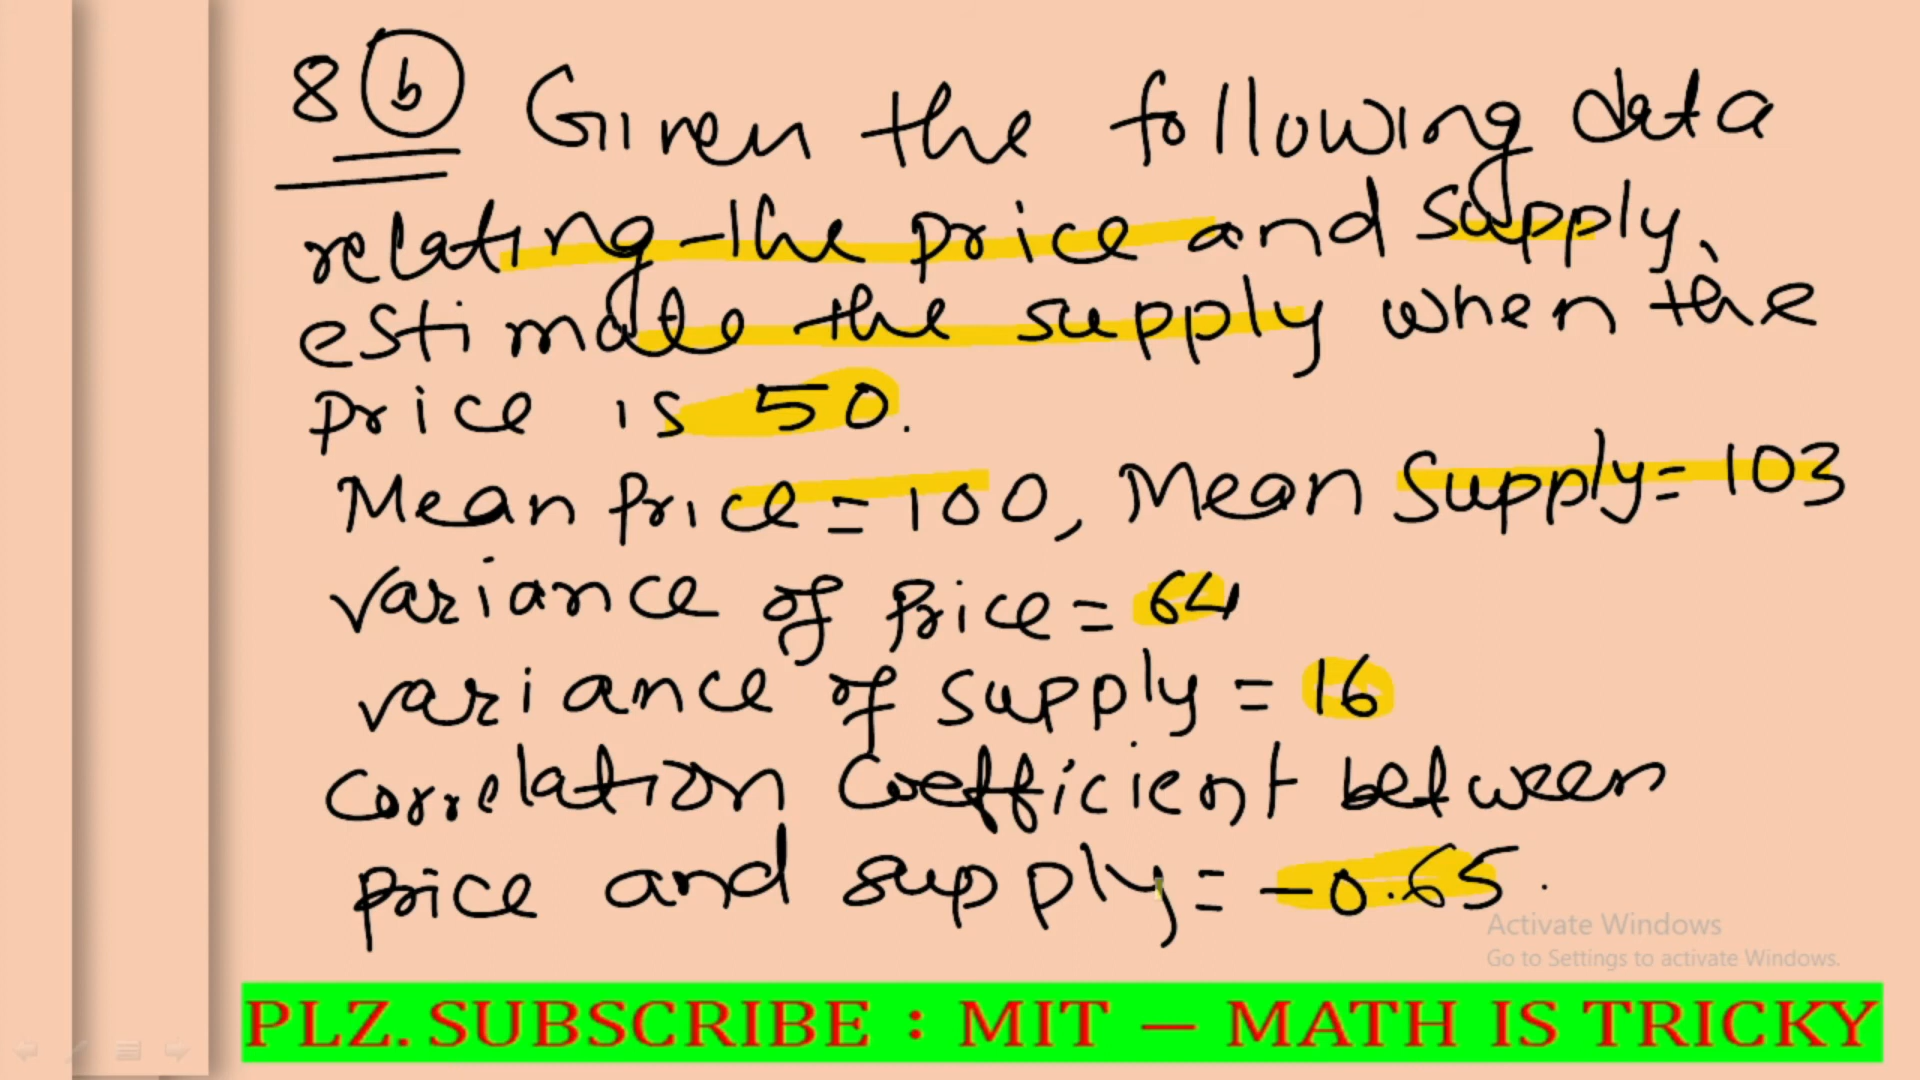 8 (b) Given the following data
relating the price and supply,
estimate the supply when the
price is 50.
Mean Price = 100, Mean Supply = 103
variance of Price = 64
variance of supply = 16
correlation coefficient between
price and supply = -0.65.
Activate Windows
Go to Settings to activate Windows.
PLZ. SUBSCRIBE : MIT – MATH IS TRICKY